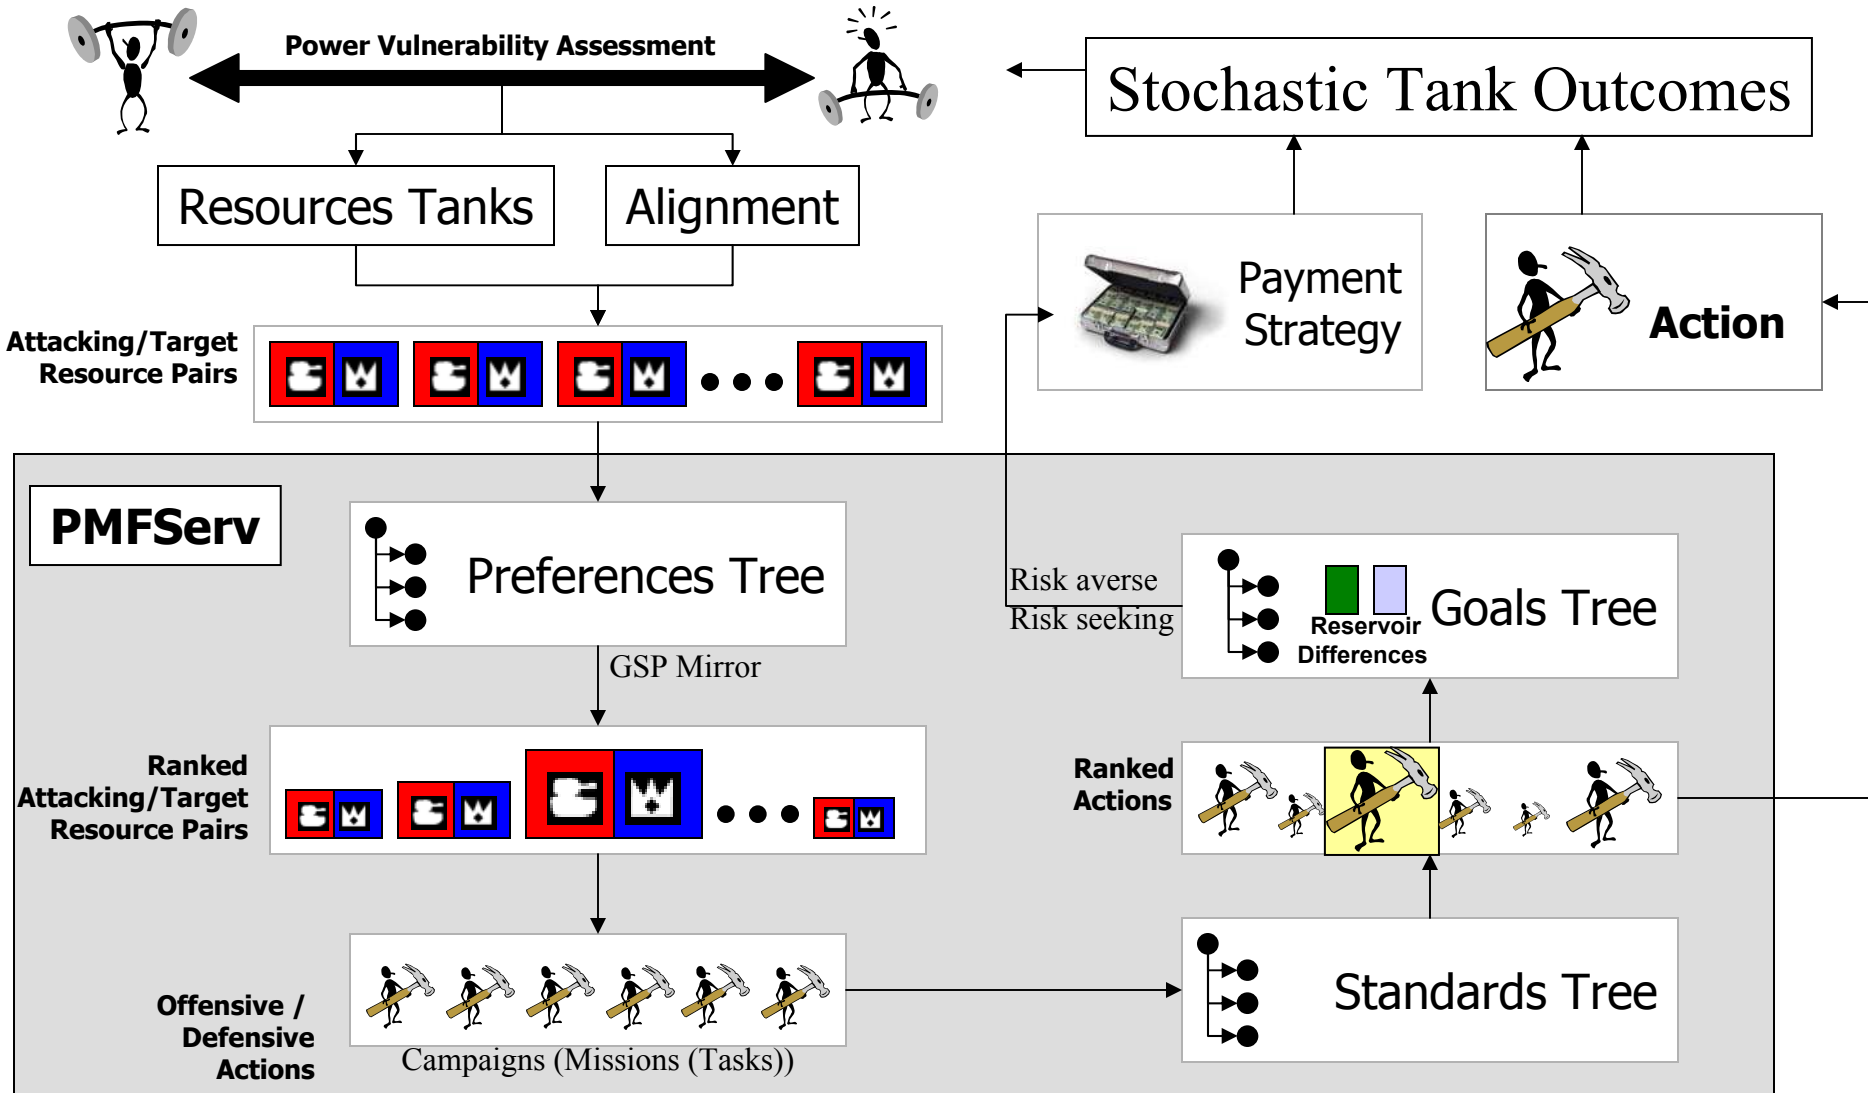 Power Vulnerability Assessment
Stochastic Tank Outcomes
Resources Tanks
Alignment
Payment
Strategy
Action
Attacking/Target
Resource Pairs
PMFServ
Preferences Tree
GSP Mirror
Risk averse
Risk seeking
Reservoir
Differences
Goals Tree
Ranked
Attacking/Target
Resource Pairs
Ranked
Actions
Offensive /
Defensive
Actions
Campaigns (Missions (Tasks))
Standards Tree